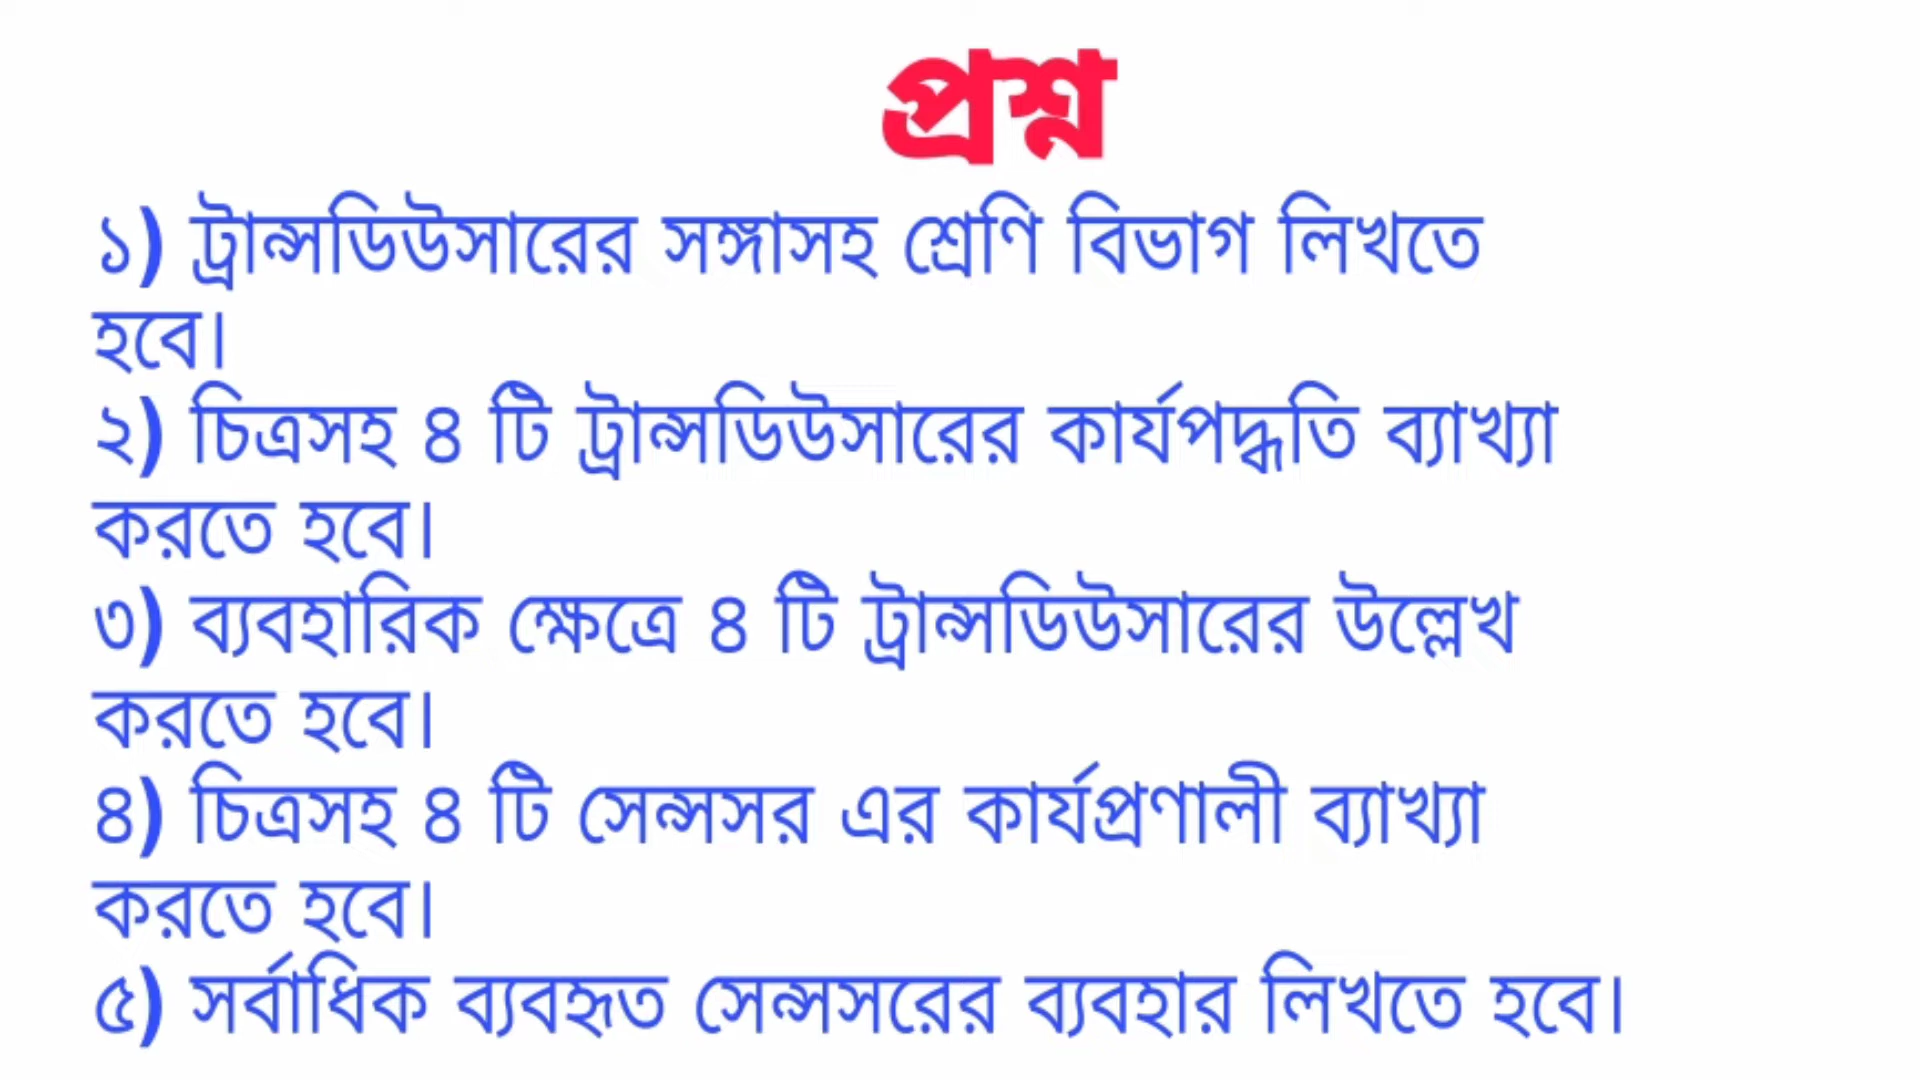 প্রশ্ন
১) ট্রান্সডিউসারের সঙ্গাসহ শ্রেণি বিভাগ লিখতে
হবে।
২) চিত্রসহ ৪ টি ট্রান্সডিউসারের কার্যপদ্ধতি ব্যাখ্যা
করতে হবে।
৩) ব্যবহারিক ক্ষেত্রে ৪ টি ট্রান্সডিউসারের উল্লেখ
করতে হবে।
৪) চিত্রসহ ৪ টি সেন্সসর এর কার্যপ্রণালী ব্যাখ্যা
করতে হবে।
৫) সর্বাধিক ব্যবহৃত সেন্সসরের ব্যবহার লিখতে হবে।